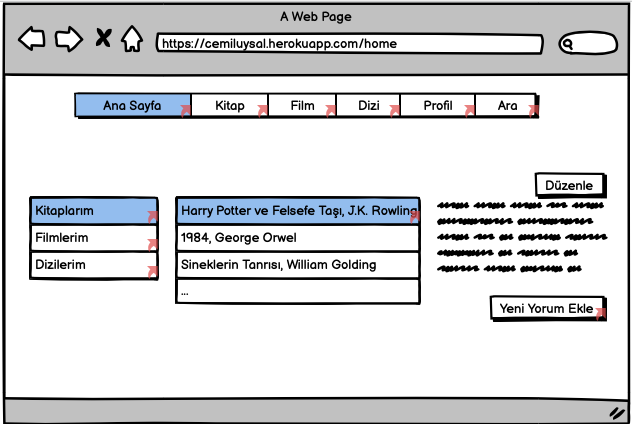 A Web Page
https://cemiluysal.herokuapp.com/home
Ana Sayfa Kitap Film Dizi Profil Ara
Düzenle
Kitaplarım
Filmlerim
Dizilerim
Harry Potter ve Felsefe Taşı, J.K. Rowling
1984, George Orwel
Sineklerin Tanrısı, William Golding
...
Yeni Yorum Ekle